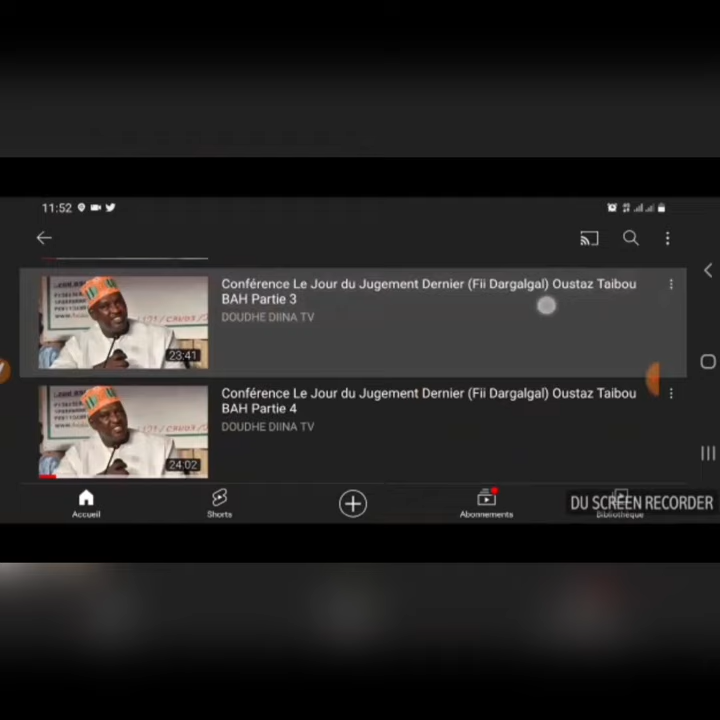 11:52
Conférence Le Jour du Jugement Dernier (Fii Dargalgal) Oustaz Taibou
BAH Partie 3
DOUDHE DIINA TV
23:41
Conférence Le Jour du Jugement Dernier (Fii Dargalgal) Oustaz Taibou
BAH Partie 4
DOUDHE DIINA TV
24:02
Accueil
Shorts
Abonnements
Bibliothèque
DU SCREEN RECORDER